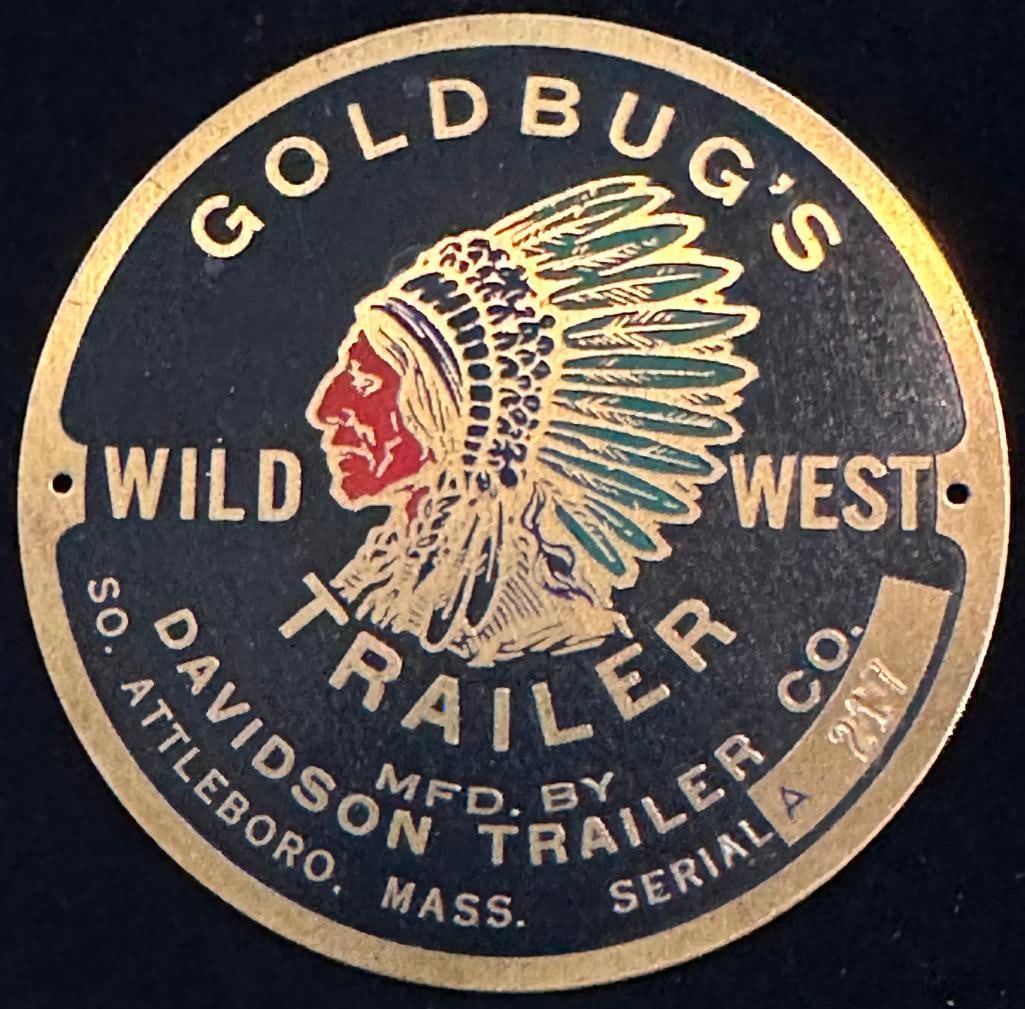 GOLDBUG'S
WILD WEST
TRAILER
MFD. BY
DAVIDSON TRAILER CO.
SO. ATTLEBORO. MASS. SERIAL A